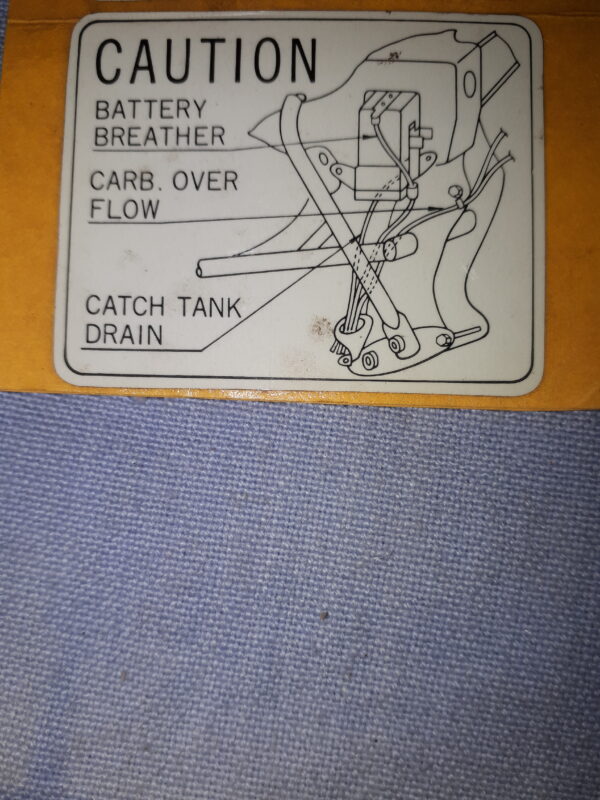 CAUTION
BATTERY
BREATHER
CARB. OVER
FLOW
CATCH TANK
DRAIN